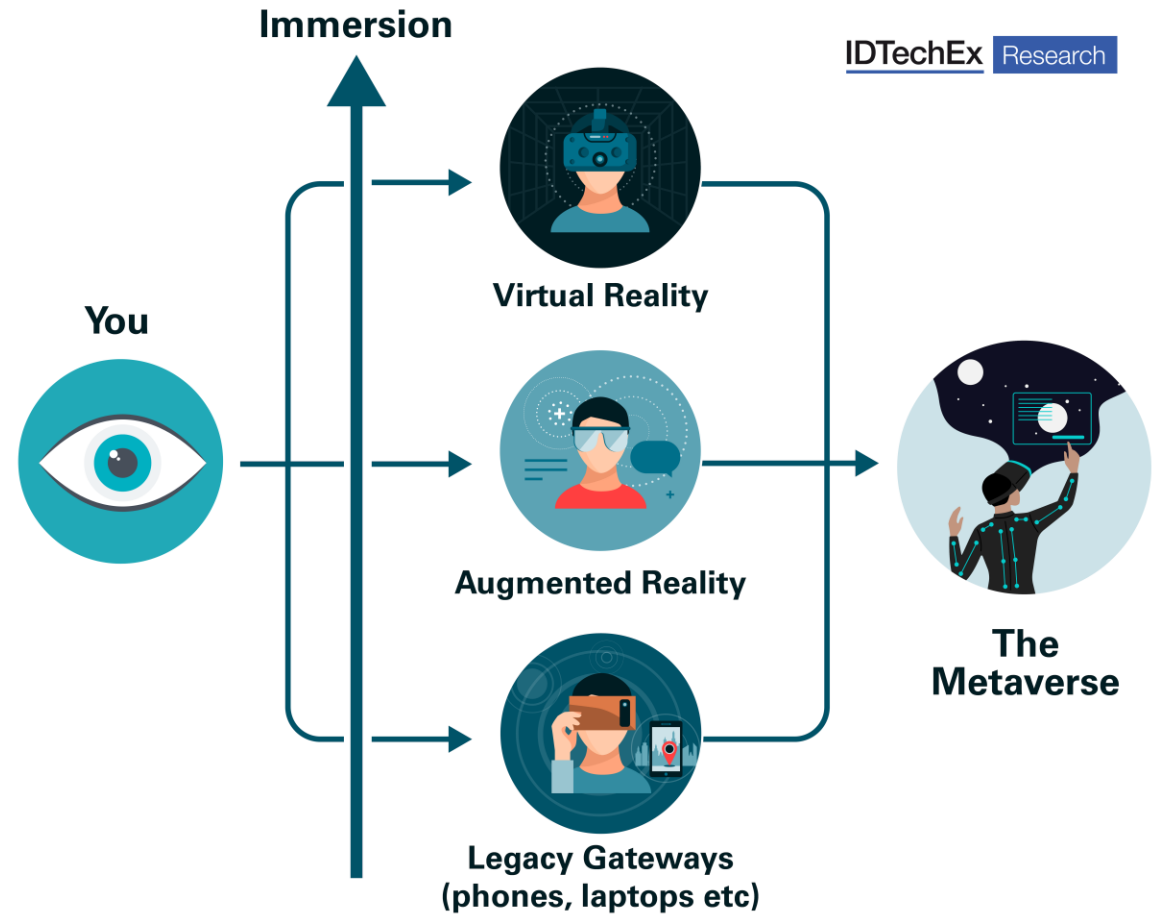 Immersion
IDTechEx Research
Virtual Reality
You
Augmented Reality
The
Metaverse
Legacy Gateways
(phones, laptops etc)